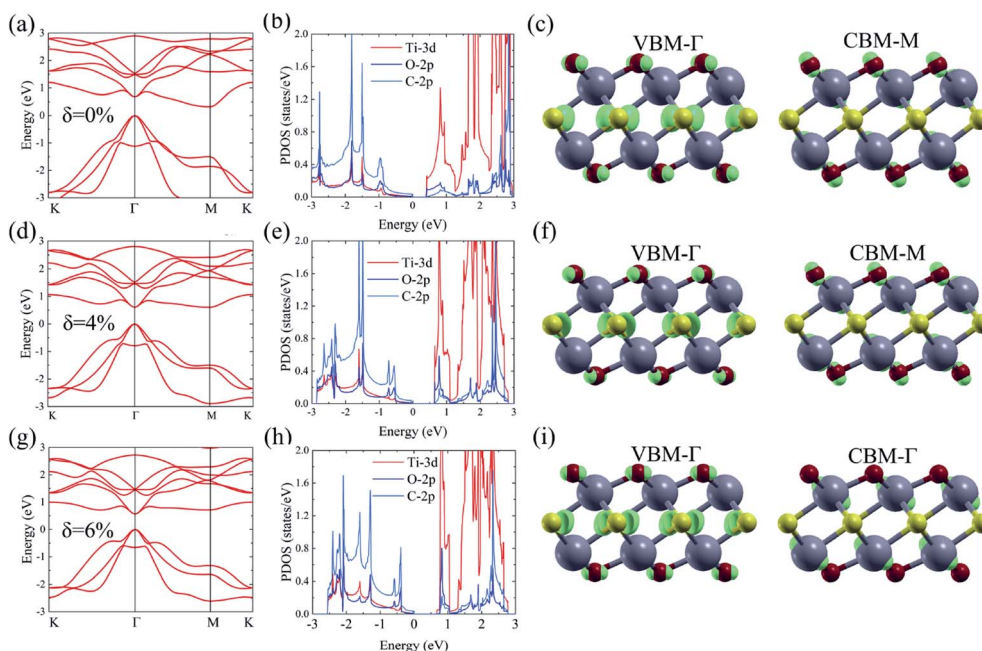 (a)
3
2
1
0
-1
-2
-3
Energy (eV)
δ=0%
K Γ M K
(b)
2.0
1.6
1.2
0.8
0.4
0.0
PDOS (states/eV)
Ti-3d
O-2p
C-2p
-3 -2 -1 0 1 2 3
Energy (eV)
(c)
VBM-Γ CBM-M
(d)
3
2
1
0
-1
-2
-3
Energy (eV)
δ=4%
K Γ M K
(e)
2.0
1.6
1.2
0.8
0.4
0.0
PDOS (states/eV)
Ti-3d
O-2p
C-2p
-3 -2 -1 0 1 2 3
Energy (eV)
(f)
VBM-Γ CBM-M
(g)
3
2
1
0
-1
-2
-3
Energy (eV)
δ=6%
K Γ M K
(h)
2.0
1.6
1.2
0.8
0.4
0.0
PDOS (states/eV)
Ti-3d
O-2p
C-2p
-3 -2 -1 0 1 2 3
Energy (eV)
(i)
VBM-Γ CBM-Γ